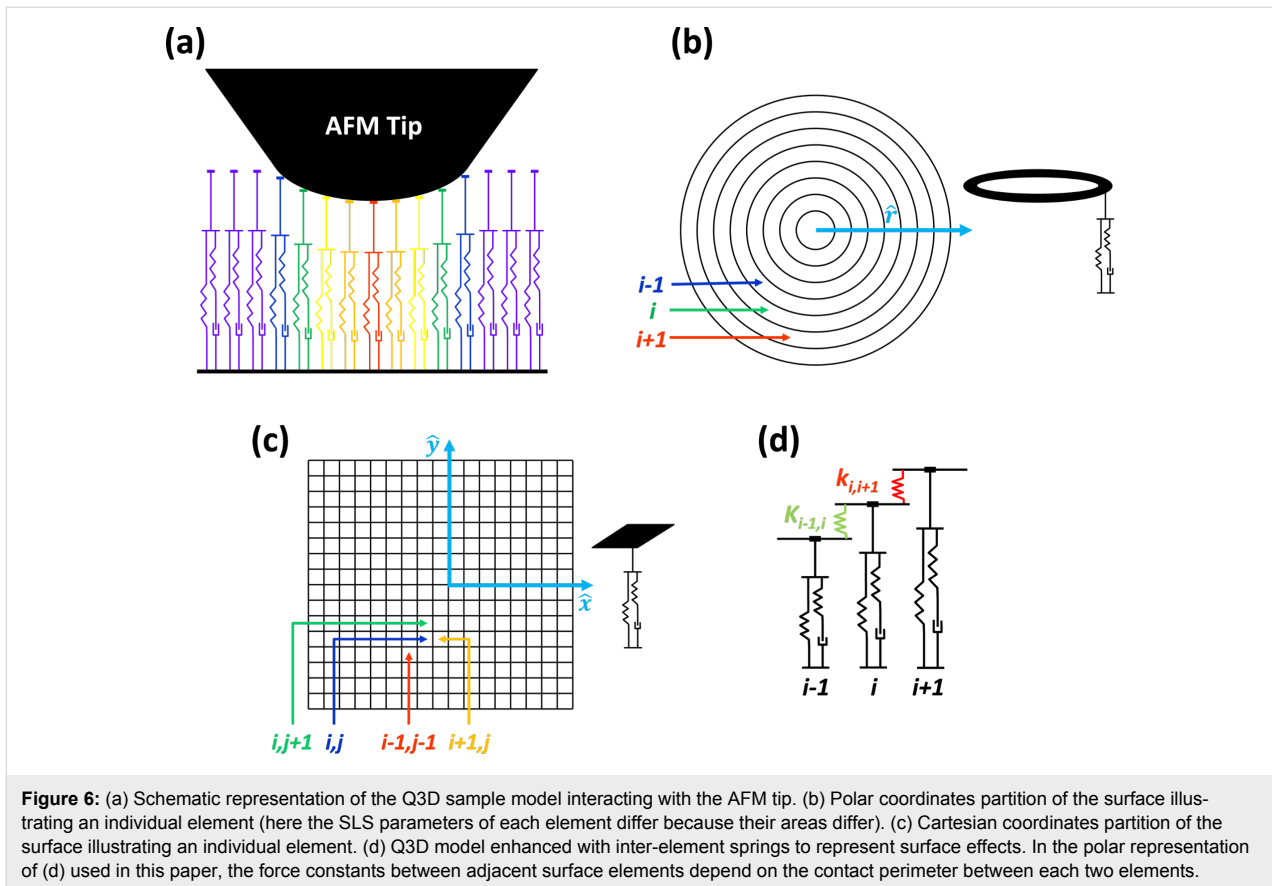 (a)
AFM Tip
(b)
r̂
i-1
i
i+1
(c)
ŷ
x̂
i,j+1 i,j i-1,j-1 i+1,j
(d)
k_{i,i+1}
K_{i-1,i}
i-1 i i+1
Figure 6: (a) Schematic representation of the Q3D sample model interacting with the AFM tip. (b) Polar coordinates partition of the surface illus-
trating an individual element (here the SLS parameters of each element differ because their areas differ). (c) Cartesian coordinates partition of the
surface illustrating an individual element. (d) Q3D model enhanced with inter-element springs to represent surface effects. In the polar representation
of (d) used in this paper, the force constants between adjacent surface elements depend on the contact perimeter between each two elements.